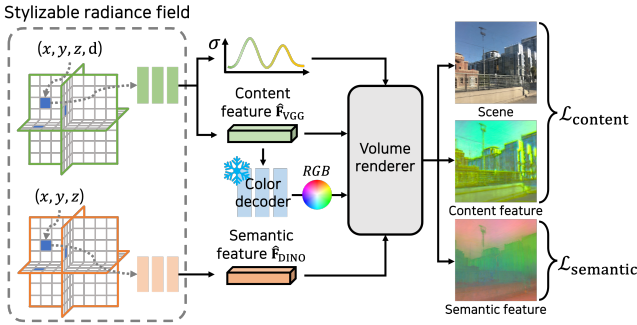 Stylizable radiance field
(x, y, z, d)
σ
Content
feature f̂VGG
Color
decoder
RGB
Volume
renderer
Scene
ℒcontent
Content feature
(x, y, z)
Semantic
feature f̂DINO
ℒsemantic
Semantic feature